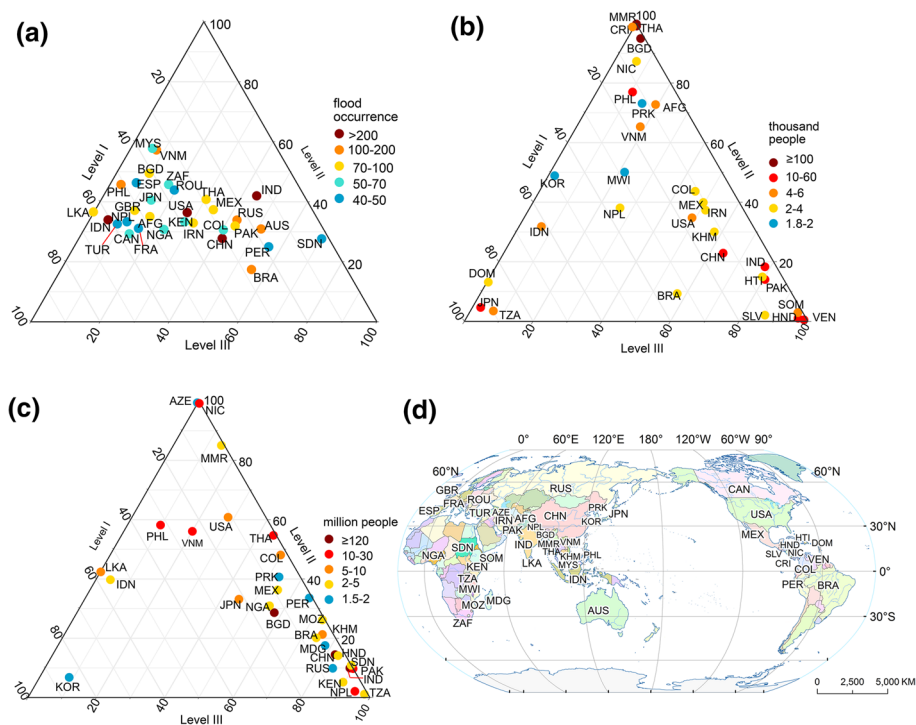 (a)
100
20
80
flood
occurrence
>200
100-200
70-100
50-70
40-50
Level I
Level II
40
60
MYS
VNM
BGD
ZAF
ESP
ROU
PHL
JPN
THA
IND
60
40
LKA
GBR
USA
MEX
NPL
RUS
IDN
AFG
KEN
COL
AUS
CAN
NGA
IRN
PAK
SDN
TUR
FRA
PER
80
20
BRA
100
20
40
60
80
100
Level III
(b)
MMR
100
CRI
THA
BGD
20
NIC
80
PHL
AFG
PRK
VNM
thousand
people
≥100
10-60
4-6
2-4
1.8-2
Level I
Level II
40
60
KOR
MWI
COL
60
40
NPL
MEX
IRN
USA
IDN
KHM
CHN
80
20
IND
DOM
HTI
PAK
BRA
JPN
SOM
TZA
SLV
HND
VEN
100
20
40
60
80
100
Level III
(c)
AZE
100
NIC
20
MMR
80
USA
million people
≥120
10-30
5-10
2-5
1.5-2
Level I
Level II
40
60
PHL
VNM
THA
COL
60
40
LKA
IDN
PRK
MEX
JPN
NGA
PER
BGD
MOZ
80
20
BRA
KHM
MDG
CHN
HND
SDN
RUS
PAK
IND
KOR
KEN
NPL
TZA
100
20
40
60
80
100
Level III
(d)
0° 60°E 120°E 180° 120°W 60°W 90°
60°N
60°N
GBR
RUS
CAN
FRA
ROU
ESP
TUR
AZE
PRK
JPN
USA
IRN
AFG
CHN
KOR
30°N
PAK
NPL
BGD
MEX
HTI
NGA
SDN
IND
MMR
VNM
HND
DOM
THA
SLV
NIC
SOM
KHM
PHL
VEN
KEN
LKA
MYS
CRI
COL
0°
TZA
IDN
PER
BRA
MWI
MOZ
MDG
AUS
30°S
ZAF
0 2,500 5,000 KM